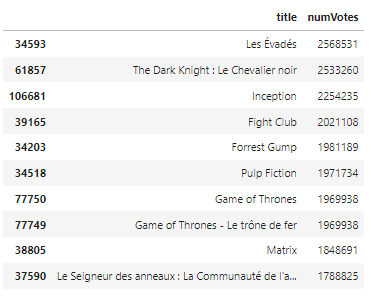 title numVotes
34593 Les Évadés 2568531
61857 The Dark Knight : Le Chevalier noir 2533260
106681 Inception 2254235
39165 Fight Club 2021108
34203 Forrest Gump 1981189
34518 Pulp Fiction 1971734
77750 Game of Thrones 1969938
77749 Game of Thrones - Le trône de fer 1969938
38805 Matrix 1848691
37590 Le Seigneur des anneaux : La Communauté de l'a... 1788825